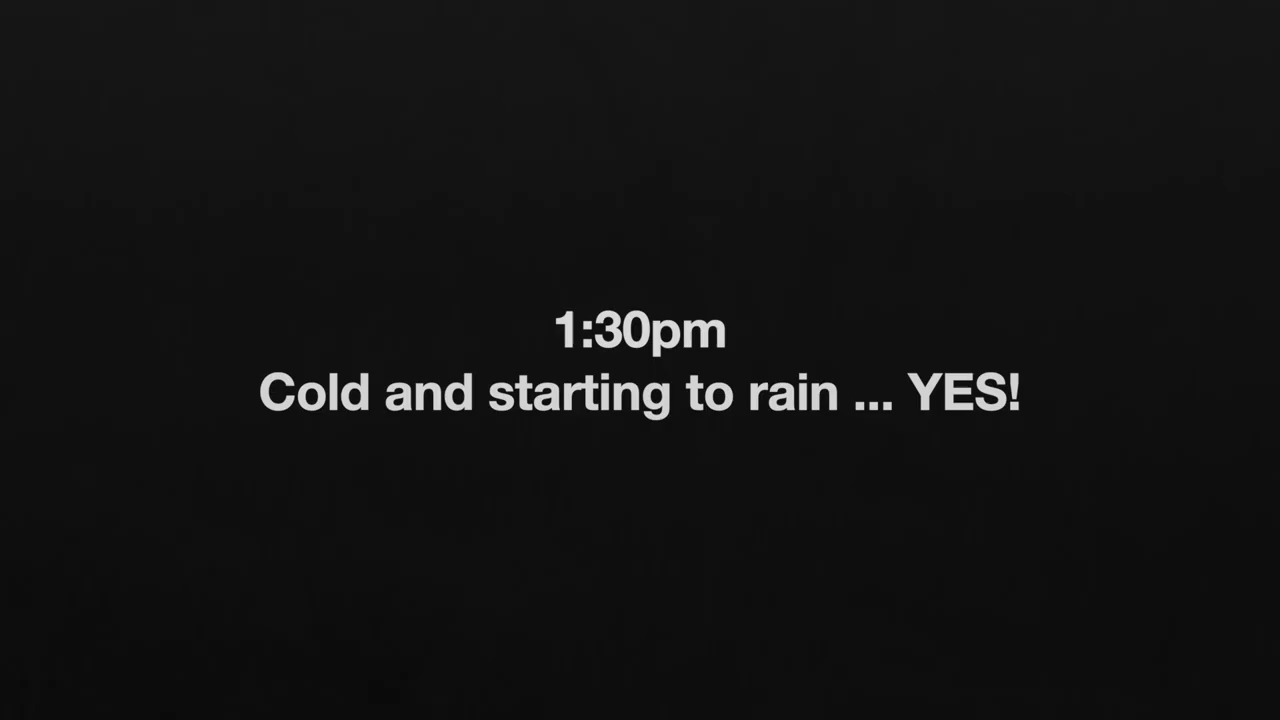 1:30pm
Cold and starting to rain ... YES!